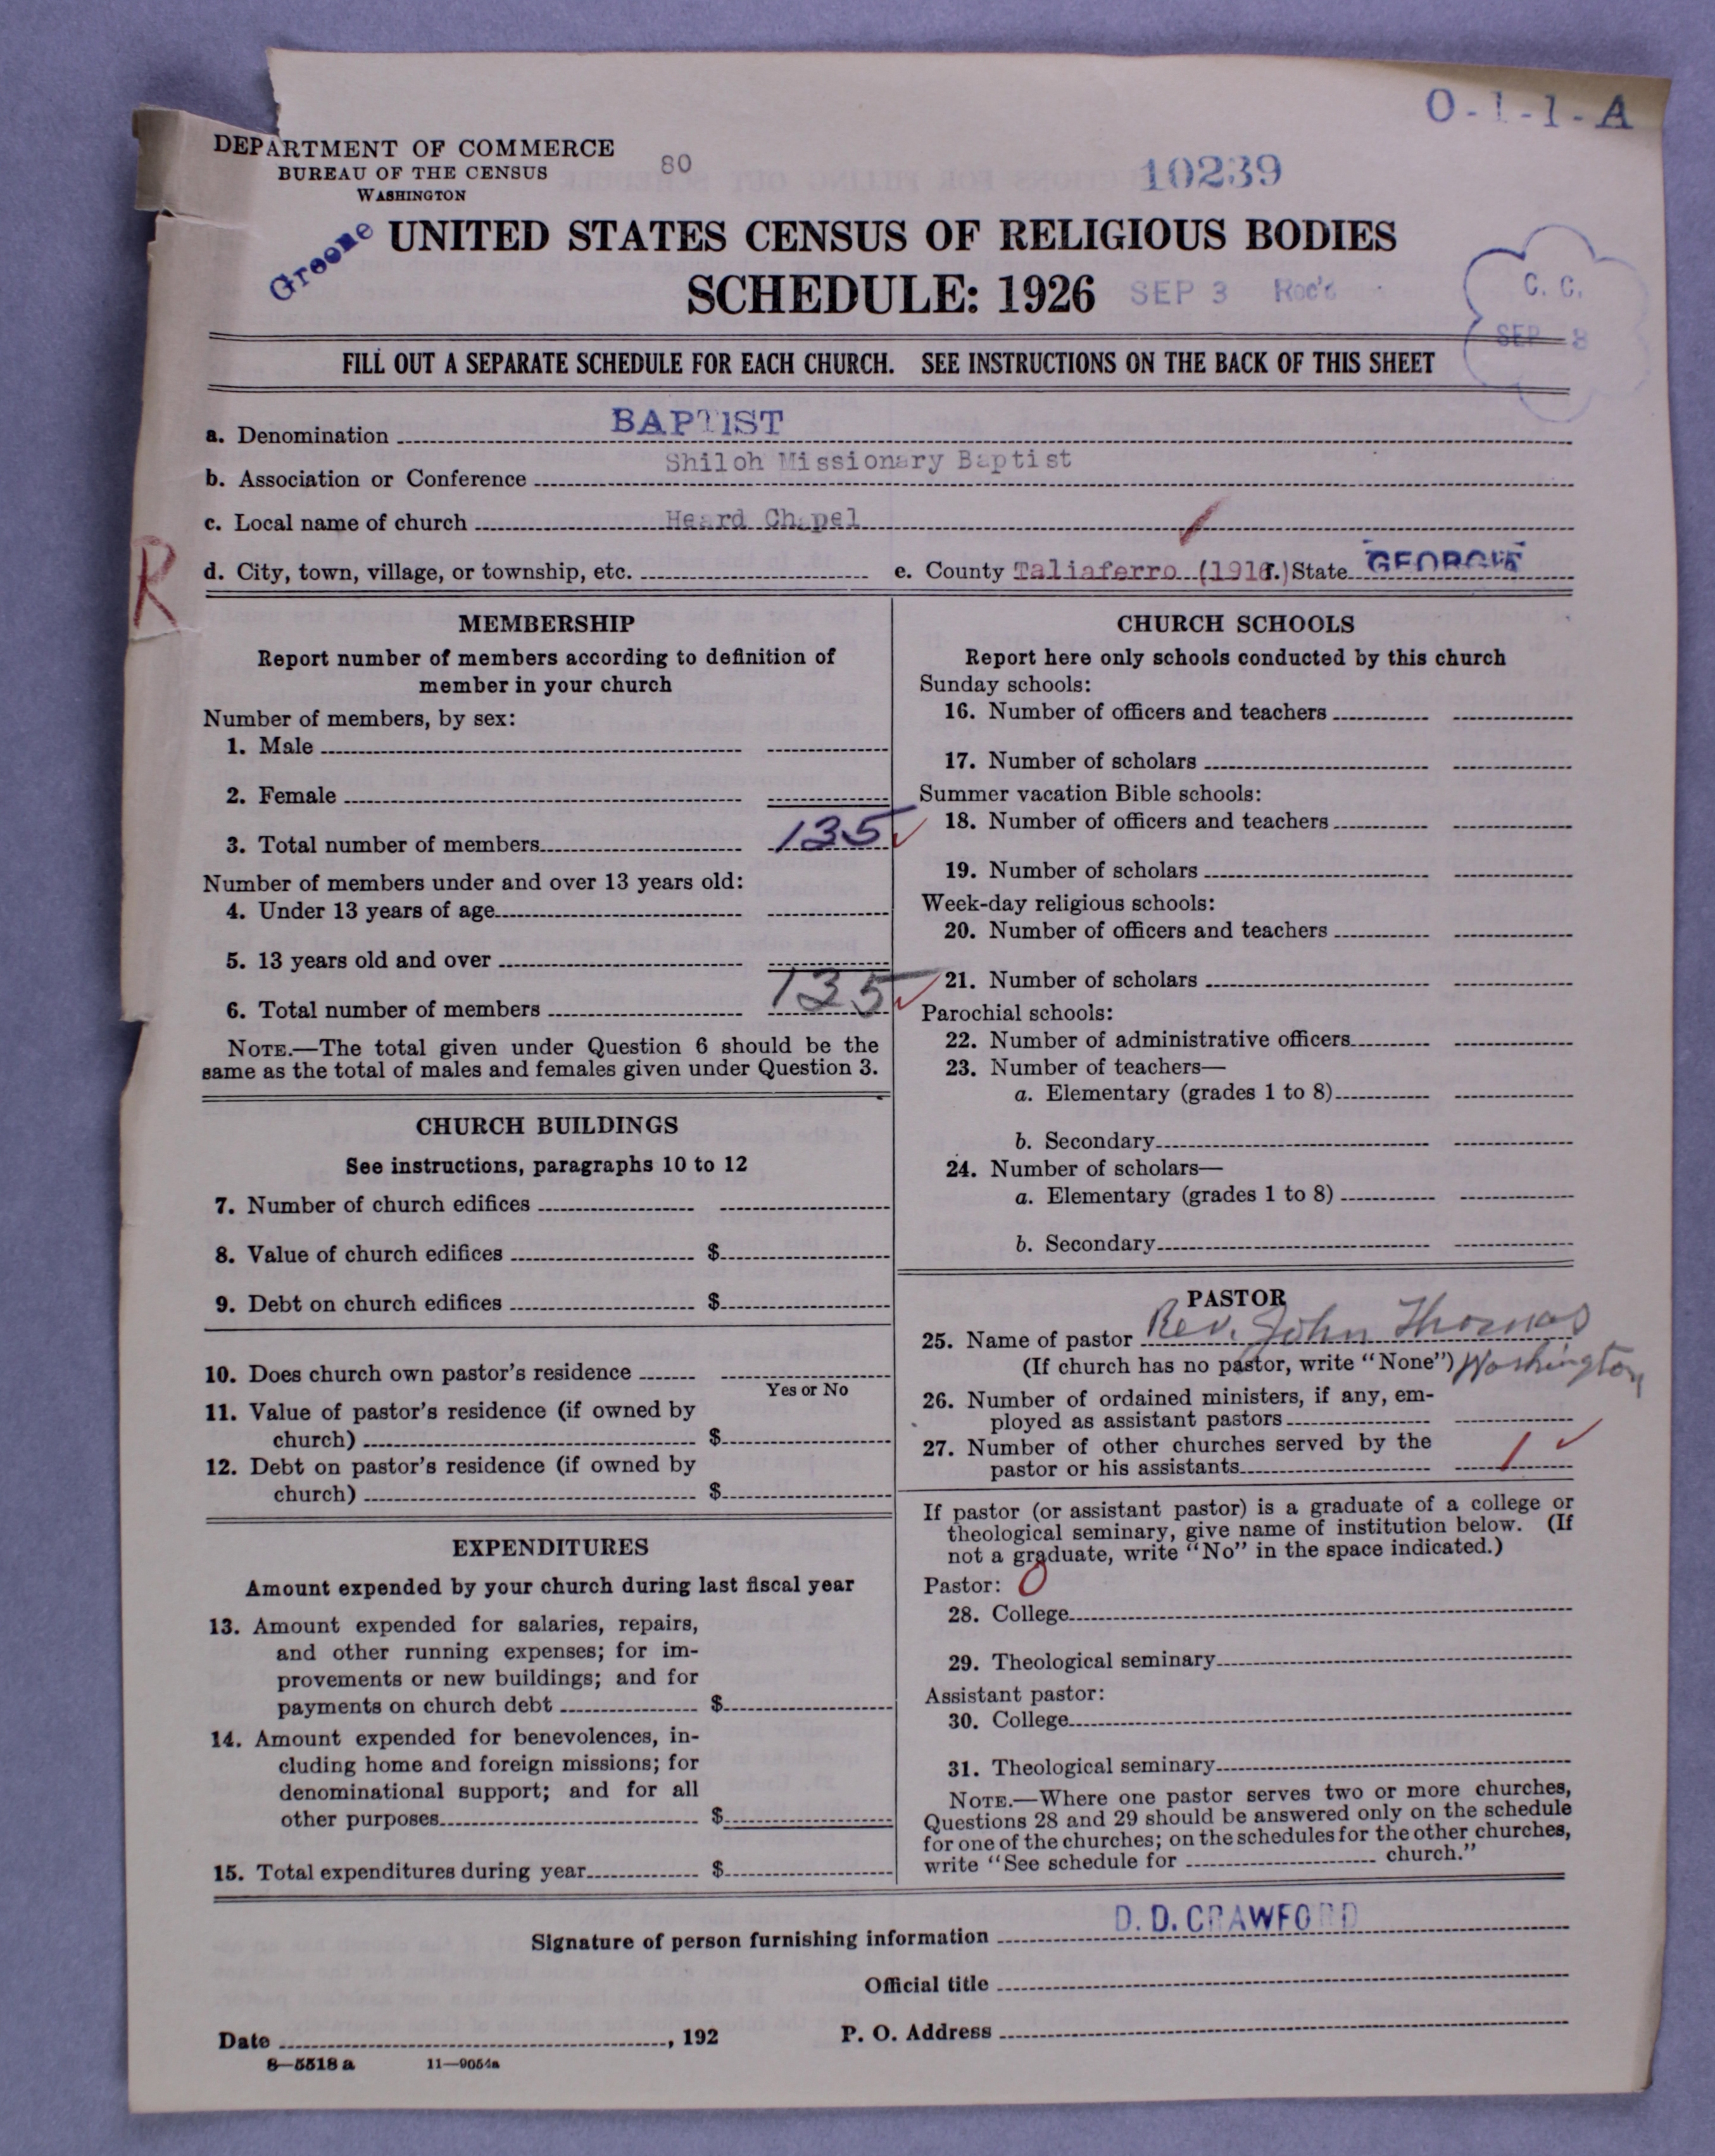 O-1-1-A
DEPARTMENT OF COMMERCE
BUREAU OF THE CENSUS
WASHINGTON
80
10239
Greene
UNITED STATES CENSUS OF RELIGIOUS BODIES
SCHEDULE: 1926
SEP 3 Rec'd
C. C.
SEP 8
FILL OUT A SEPARATE SCHEDULE FOR EACH CHURCH. SEE INSTRUCTIONS ON THE BACK OF THIS SHEET
a. Denomination BAPTIST
b. Association or Conference Shiloh Missionary Baptist
c. Local name of church Heard Chapel
R
d. City, town, village, or township, etc. e. County Taliaferro (1916.) State GEORGIA
MEMBERSHIP
Report number of members according to definition of
member in your church
Number of members, by sex:
1. Male
2. Female
3. Total number of members 135
Number of members under and over 13 years old:
4. Under 13 years of age
5. 13 years old and over
6. Total number of members 135
NOTE.—The total given under Question 6 should be the
same as the total of males and females given under Question 3.
CHURCH BUILDINGS
See instructions, paragraphs 10 to 12
7. Number of church edifices
8. Value of church edifices $
9. Debt on church edifices $
10. Does church own pastor's residence
Yes or No
11. Value of pastor's residence (if owned by
church) $
12. Debt on pastor's residence (if owned by
church) $
EXPENDITURES
Amount expended by your church during last fiscal year
13. Amount expended for salaries, repairs,
and other running expenses; for im-
provements or new buildings; and for
payments on church debt $
14. Amount expended for benevolences, in-
cluding home and foreign missions; for
denominational support; and for all
other purposes $
15. Total expenditures during year $
CHURCH SCHOOLS
Report here only schools conducted by this church
Sunday schools:
16. Number of officers and teachers
17. Number of scholars
Summer vacation Bible schools:
18. Number of officers and teachers
19. Number of scholars
Week-day religious schools:
20. Number of officers and teachers
21. Number of scholars
Parochial schools:
22. Number of administrative officers
23. Number of teachers—
a. Elementary (grades 1 to 8)
b. Secondary
24. Number of scholars—
a. Elementary (grades 1 to 8)
b. Secondary
PASTOR
25. Name of pastor Rev. John Thomas
(If church has no pastor, write "None") Washington
26. Number of ordained ministers, if any, em-
ployed as assistant pastors
27. Number of other churches served by the
pastor or his assistants 1
If pastor (or assistant pastor) is a graduate of a college or
theological seminary, give name of institution below. (If
not a graduate, write "No" in the space indicated.)
Pastor: 0
28. College
29. Theological seminary
Assistant pastor:
30. College
31. Theological seminary
NOTE.—Where one pastor serves two or more churches,
Questions 28 and 29 should be answered only on the schedule
for one of the churches; on the schedules for the other churches,
write "See schedule for church."
Signature of person furnishing information D. D. CRAWFORD
Official title
Date , 192 P. O. Address
8—5518 a 11—9054a